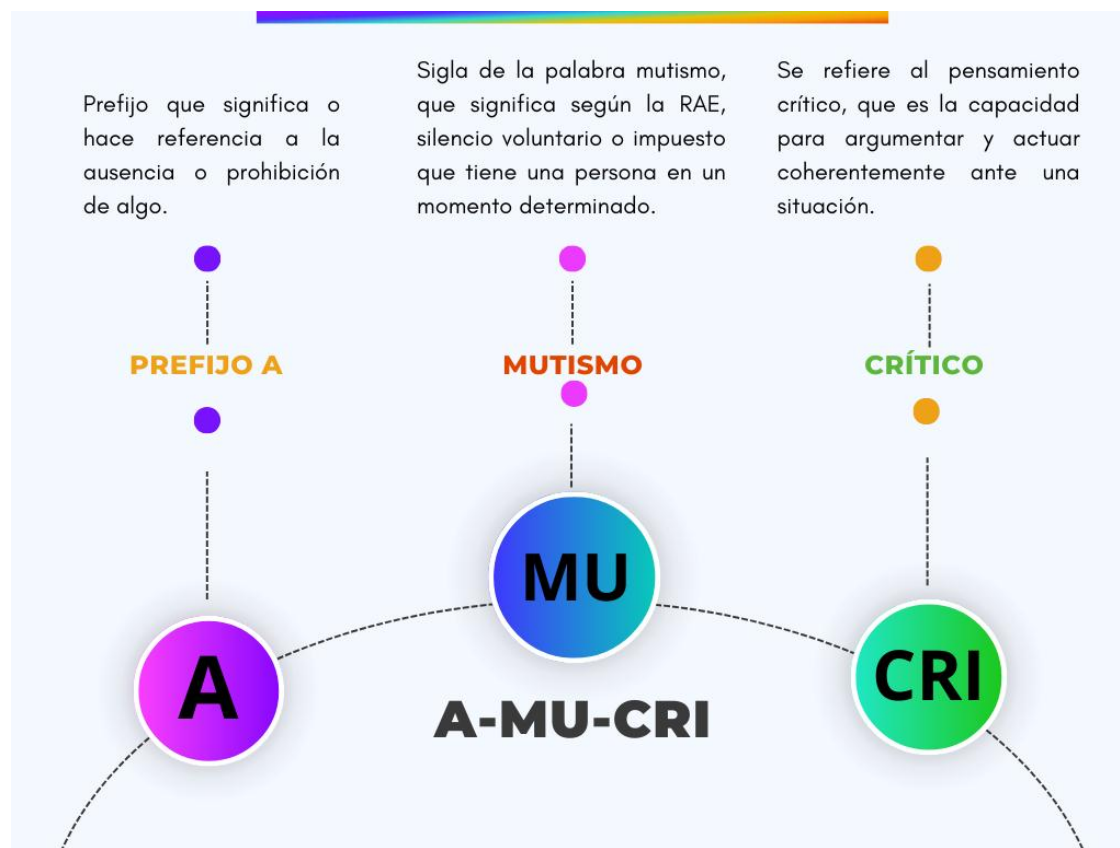 Prefijo que significa o
hace referencia a la
ausencia o prohibición
de algo.
Sigla de la palabra mutismo,
que significa según la RAE,
silencio voluntario o impuesto
que tiene una persona en un
momento determinado.
Se refiere al pensamiento
crítico, que es la capacidad
para argumentar y actuar
coherentemente ante una
situación.
PREFIJO A
MUTISMO
CRÍTICO
A
MU
CRI
A-MU-CRI